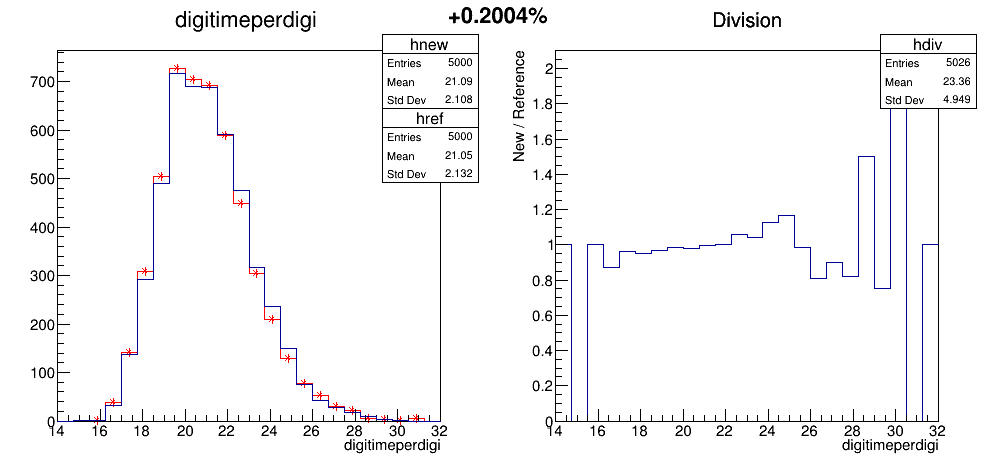 digitimeperdigi
+0.2004%
Division
hnew
Entries 5000
Mean 21.09
Std Dev 2.108
href
Entries 5000
Mean 21.05
Std Dev 2.132
700
600
500
400
300
200
100
0
14 16 18 20 22 24 26 28 30 32
digitimeperdigi
hdiv
Entries 5026
Mean 23.36
Std Dev 4.949
New / Reference
2
1.8
1.6
1.4
1.2
1
0.8
0.6
0.4
0.2
0
14 16 18 20 22 24 26 28 30 32
digitimeperdigi